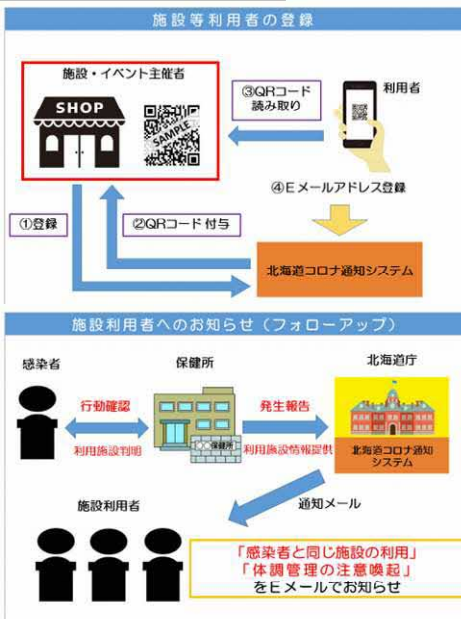 施設等利用者の登録
施設・イベント主催者
SHOP
SAMPLE
③QRコード
読み取り
利用者
④Eメールアドレス登録
①登録
②QRコード付与
北海道コロナ通知システム
施設利用者へのお知らせ（フォローアップ）
感染者
保健所
北海道庁
行動確認
発生報告
利用施設判明
保健所
利用施設情報提供
北海道コロナ通知
システム
施設利用者
通知メール
「感染者と同じ施設の利用」
「体調管理の注意喚起」
をEメールでお知らせ